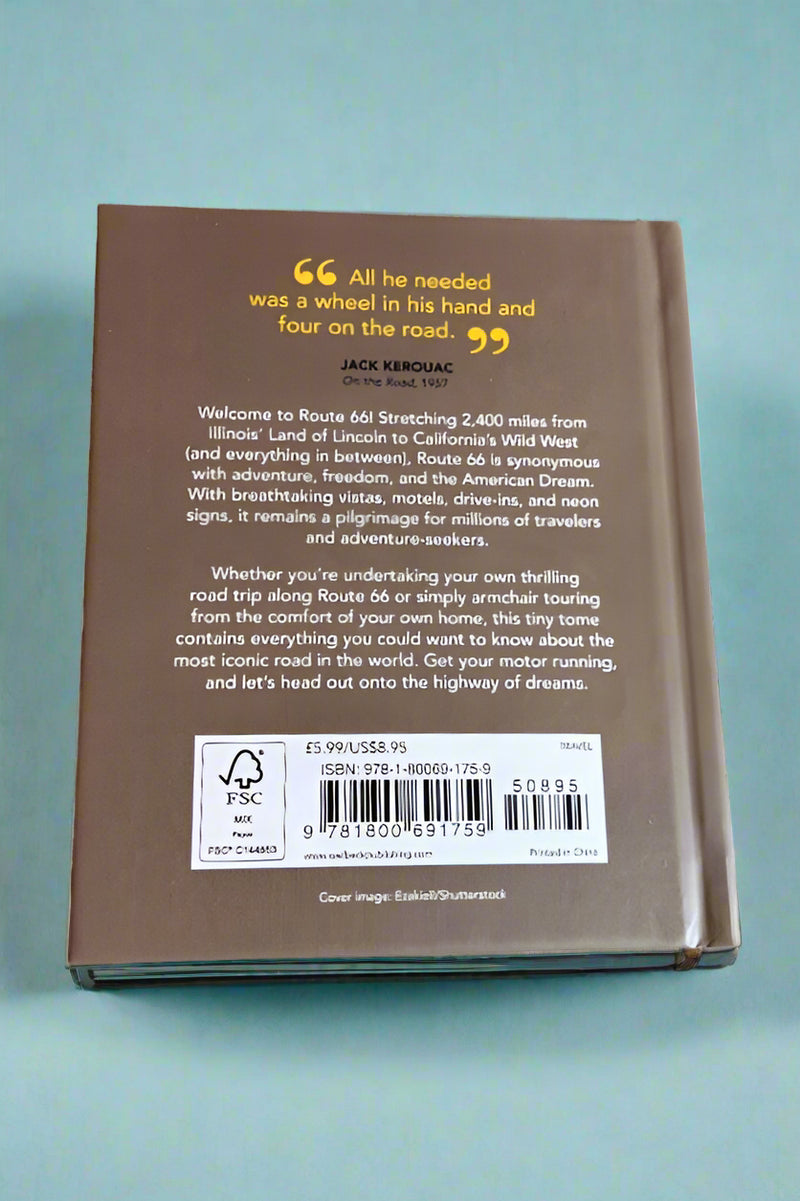 “ All he needed
was a wheel in his hand and
four on the road. ”
JACK KEROUAC
On the Road, 1957
Welcome to Route 66! Stretching 2,400 miles from
Illinois' Land of Lincoln to California's Wild West
(and everything in between), Route 66 is synonymous
with adventure, freedom, and the American Dream.
With breathtaking vistas, motels, drive-ins, and neon
signs, it remains a pilgrimage for millions of travelers
and adventure-seekers.
Whether you're undertaking your own thrilling
road trip along Route 66 or simply armchair touring
from the comfort of your own home, this tiny tome
contains everything you could want to know about the
most iconic road in the world. Get your motor running,
and let's head out onto the highway of dreams.
£5.99/US$8.95
ISBN: 978-1-80069-175-9
50895
FSC
MIX
Paper
9 781800 691759
Printed in China
Cover image: /Shutterstock